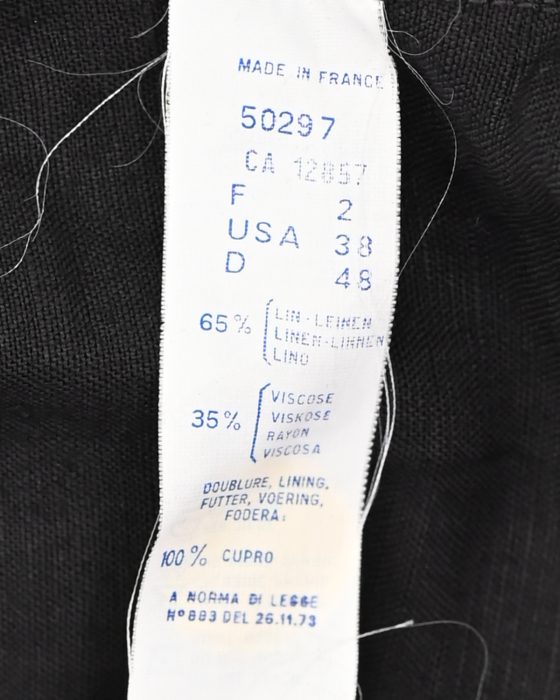 MADE IN FRANCE
50297
CA 12857
F 2
USA 38
D 48
65% LIN-LEINEN
LINEN-LINNEN
LINO
35% VISCOSE
VISKOSE
RAYON
VISCOSA
DOUBLURE, LINING,
FUTTER, VOERING,
FODERA:
100% CUPRO
A NORMA DI LEGGE
Nº 883 DEL 26.11.73